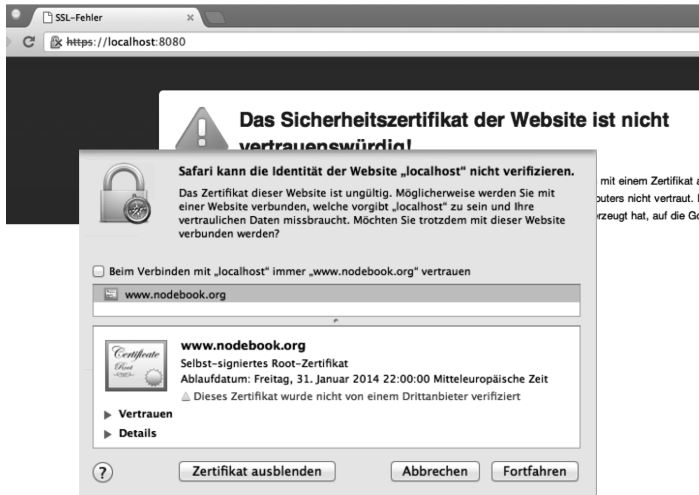 SSL-Fehler
https://localhost:8080
Das Sicherheitszertifikat der Website ist nicht
vertrauenswürdig!
mit einem Zertifikat
puters nicht vertraut.
erzeugt hat, auf die
Safari kann die Identität der Website „localhost“ nicht verifizieren.
Das Zertifikat dieser Website ist ungültig. Möglicherweise werden Sie mit
einer Website verbunden, welche vorgibt „localhost“ zu sein und Ihre
vertraulichen Daten missbraucht. Möchten Sie trotzdem mit dieser Website
verbunden werden?
Beim Verbinden mit „localhost“ immer „www.nodebook.org“ vertrauen
www.nodebook.org
Certificate
Root
www.nodebook.org
Selbst-signiertes Root-Zertifikat
Ablaufdatum: Freitag, 31. Januar 2014 22:00:00 Mitteleuropäische Zeit
Dieses Zertifikat wurde nicht von einem Drittanbieter verifiziert
Vertrauen
Details
?
Zertifikat ausblenden
Abbrechen
Fortfahren